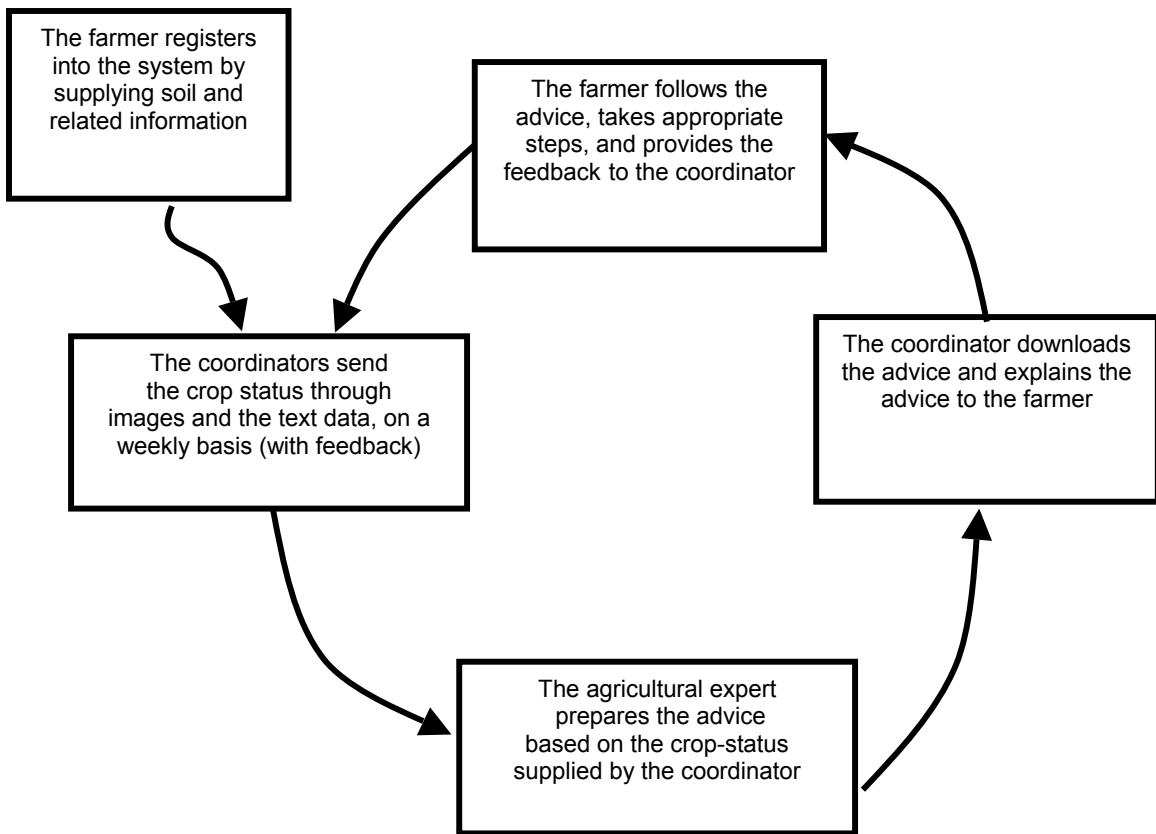 The farmer registers
into the system by
supplying soil and
related information
The farmer follows the
advice, takes appropriate
steps, and provides the
feedback to the coordinator
The coordinators send
the crop status through
images and the text data, on a
weekly basis (with feedback)
The coordinator downloads
the advice and explains the
advice to the farmer
The agricultural expert
prepares the advice
based on the crop-status
supplied by the coordinator